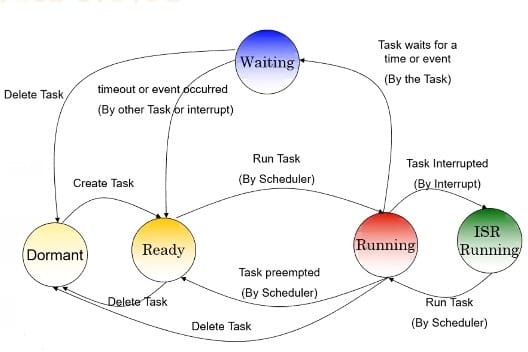 Waiting
Task waits for a
time or event
(By the Task)
Delete Task
timeout or event occurred
(By other Task or interrupt)
Run Task
(By Scheduler)
Task Interrupted
(By Interrupt)
Create Task
Dormant
Ready
Running
ISR
Running
Task preempted
(By Scheduler)
Delete Task
Run Task
(By Scheduler)
Delete Task